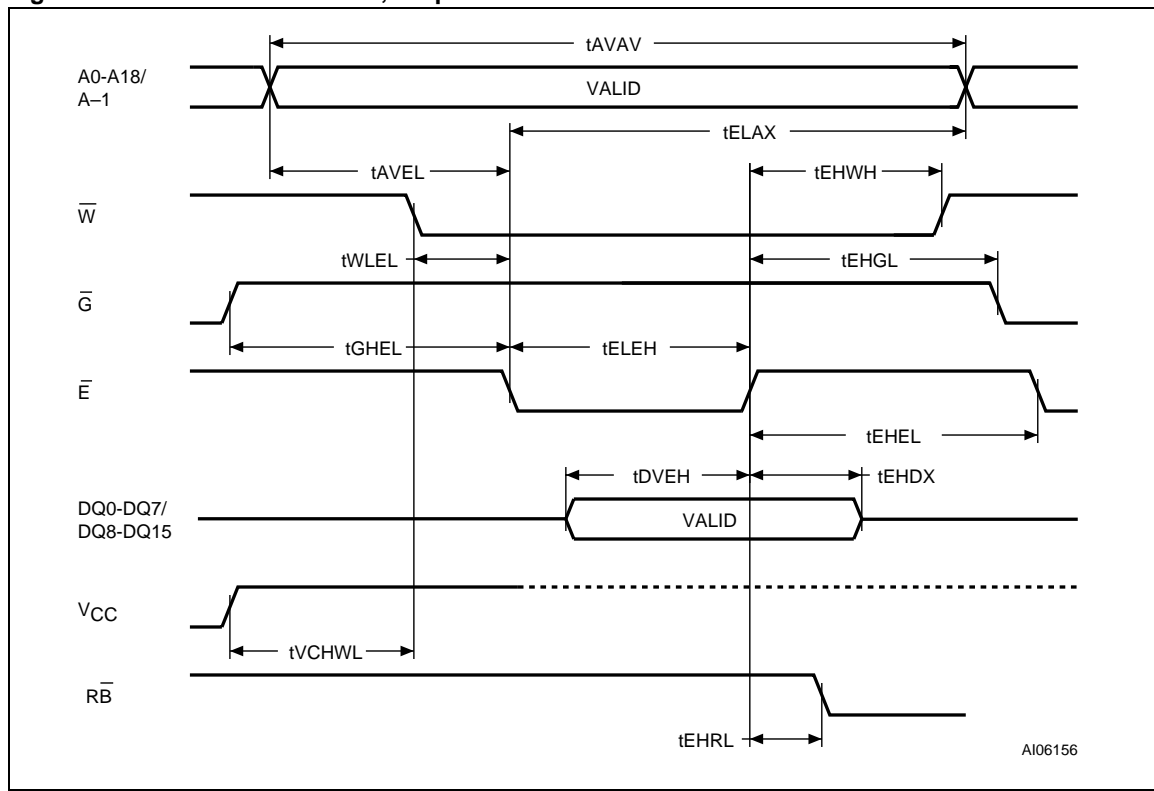 tAVAV
A0-A18/
A–1
VALID
tELAX
tAVEL
tEHWH
W̅
tWLEL
tEHGL
G̅
tGHEL
tELEH
E̅
tEHEL
tDVEH
tEHDX
DQ0-DQ7/
DQ8-DQ15
VALID
VCC
tVCHWL
RB̅
tEHRL
AI06156